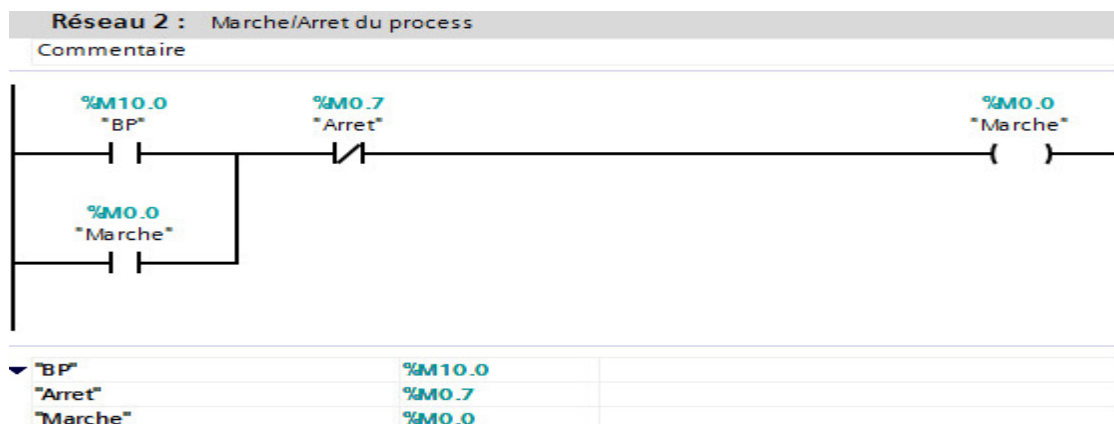 Réseau 2 : Marche/Arret du process
Commentaire
%M10.0 %M0.7 %M0.0
"BP" "Arret" "Marche"
%M0.0
"Marche"
"BP" %M10.0
"Arret" %M0.7
"Marche" %M0.0